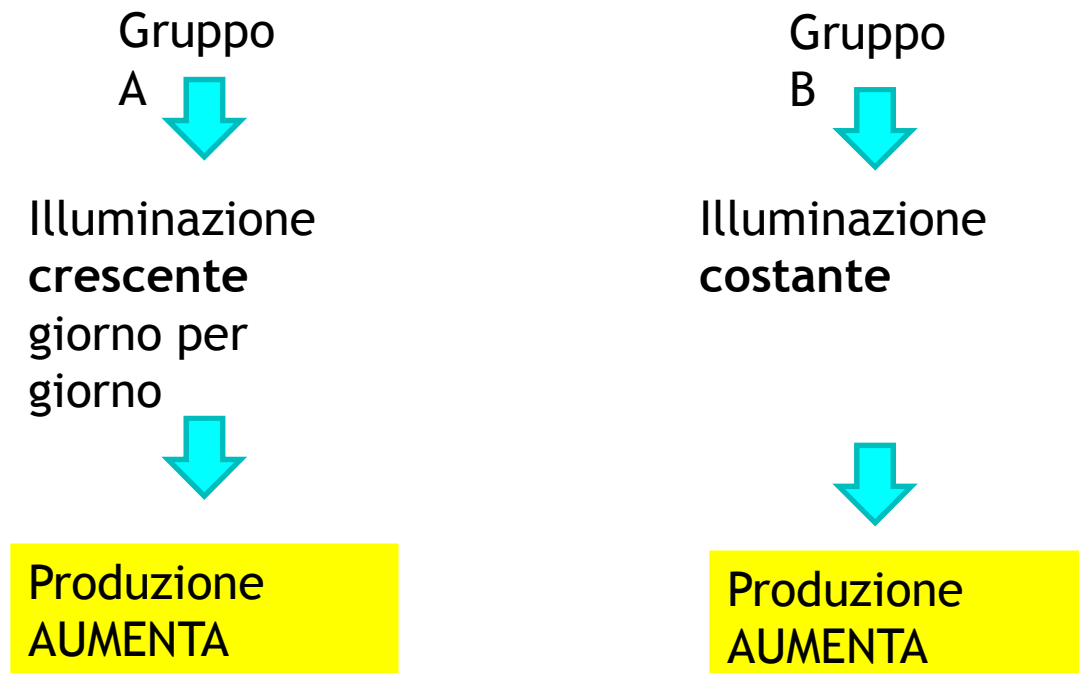 Gruppo
A
Illuminazione
crescente
giorno per
giorno
Produzione
AUMENTA
Gruppo
B
Illuminazione
costante
Produzione
AUMENTA